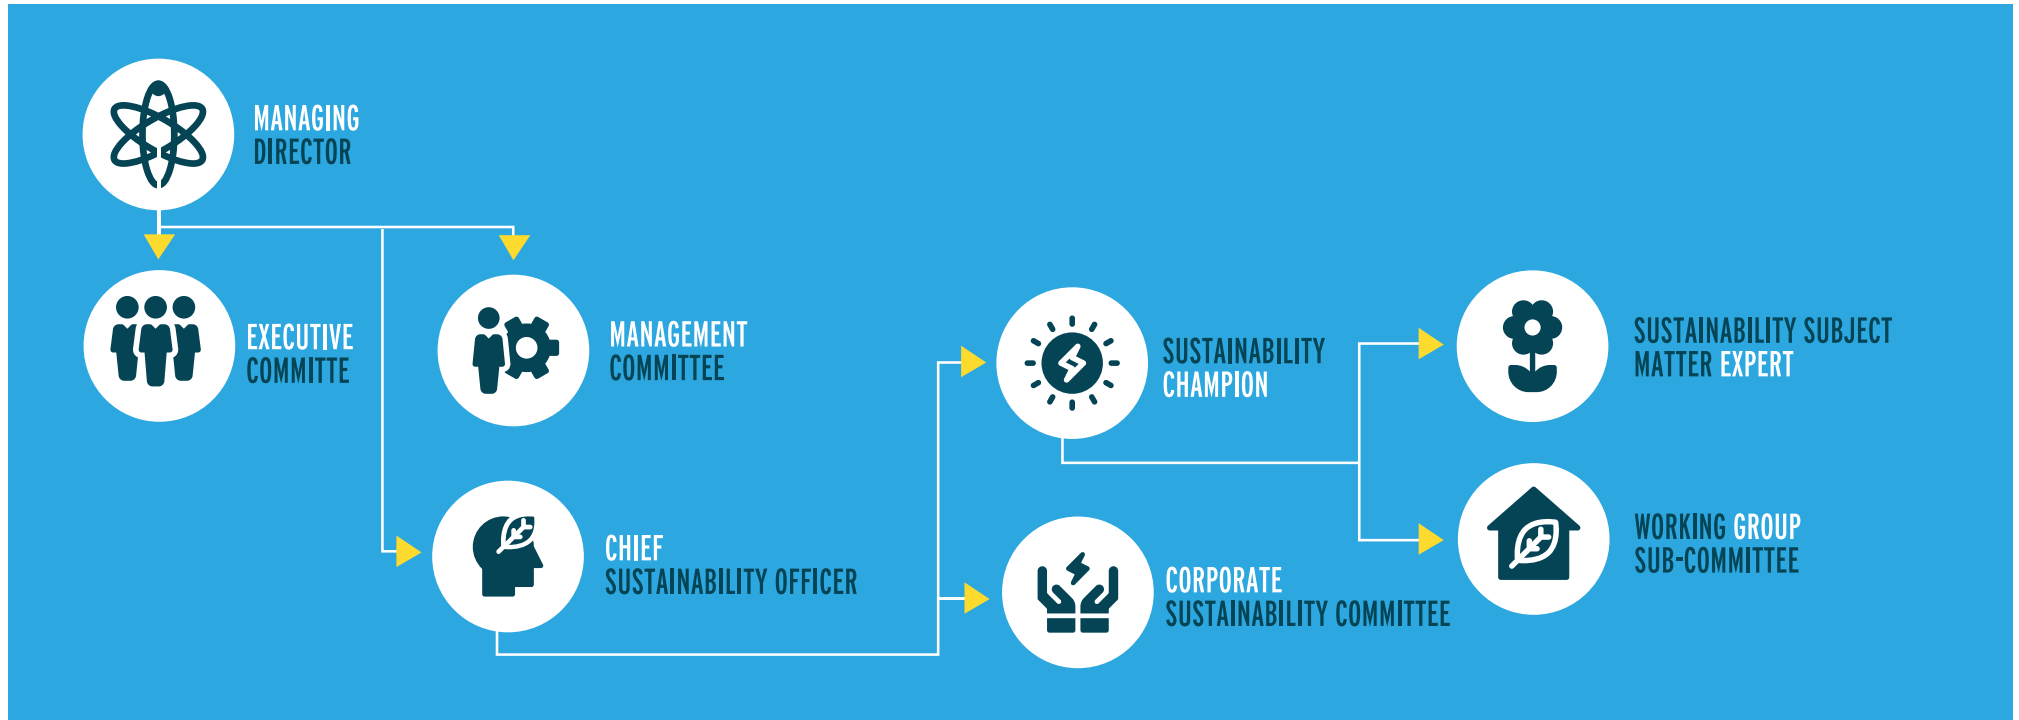 MANAGING
DIRECTOR
EXECUTIVE
COMMITTE
MANAGEMENT
COMMITTEE
CHIEF
SUSTAINABILITY OFFICER
SUSTAINABILITY
CHAMPION
CORPORATE
SUSTAINABILITY COMMITTEE
SUSTAINABILITY SUBJECT
MATTER EXPERT
WORKING GROUP
SUB-COMMITTEE